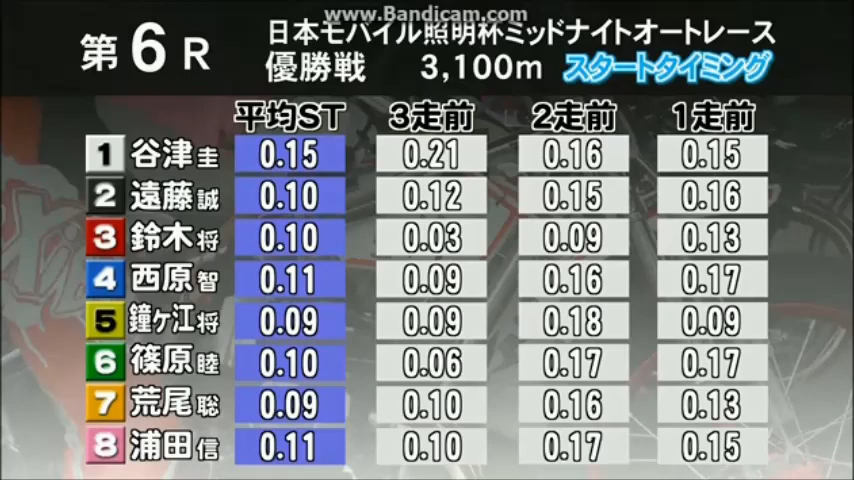 www.Bandicam.com
第6R
日本モバイル照明杯ミッドナイトオートレース
優勝戦 3,100m スタートタイミング
平均ST 3走前 2走前 1走前
1 谷津圭 0.15 0.21 0.16 0.15
2 遠藤誠 0.10 0.12 0.15 0.16
3 鈴木将 0.10 0.03 0.09 0.13
4 西原智 0.11 0.09 0.16 0.17
5 鐘ヶ江将 0.09 0.09 0.18 0.09
6 篠原睦 0.10 0.06 0.17 0.17
7 荒尾聡 0.09 0.10 0.16 0.13
8 浦田信 0.11 0.10 0.17 0.15